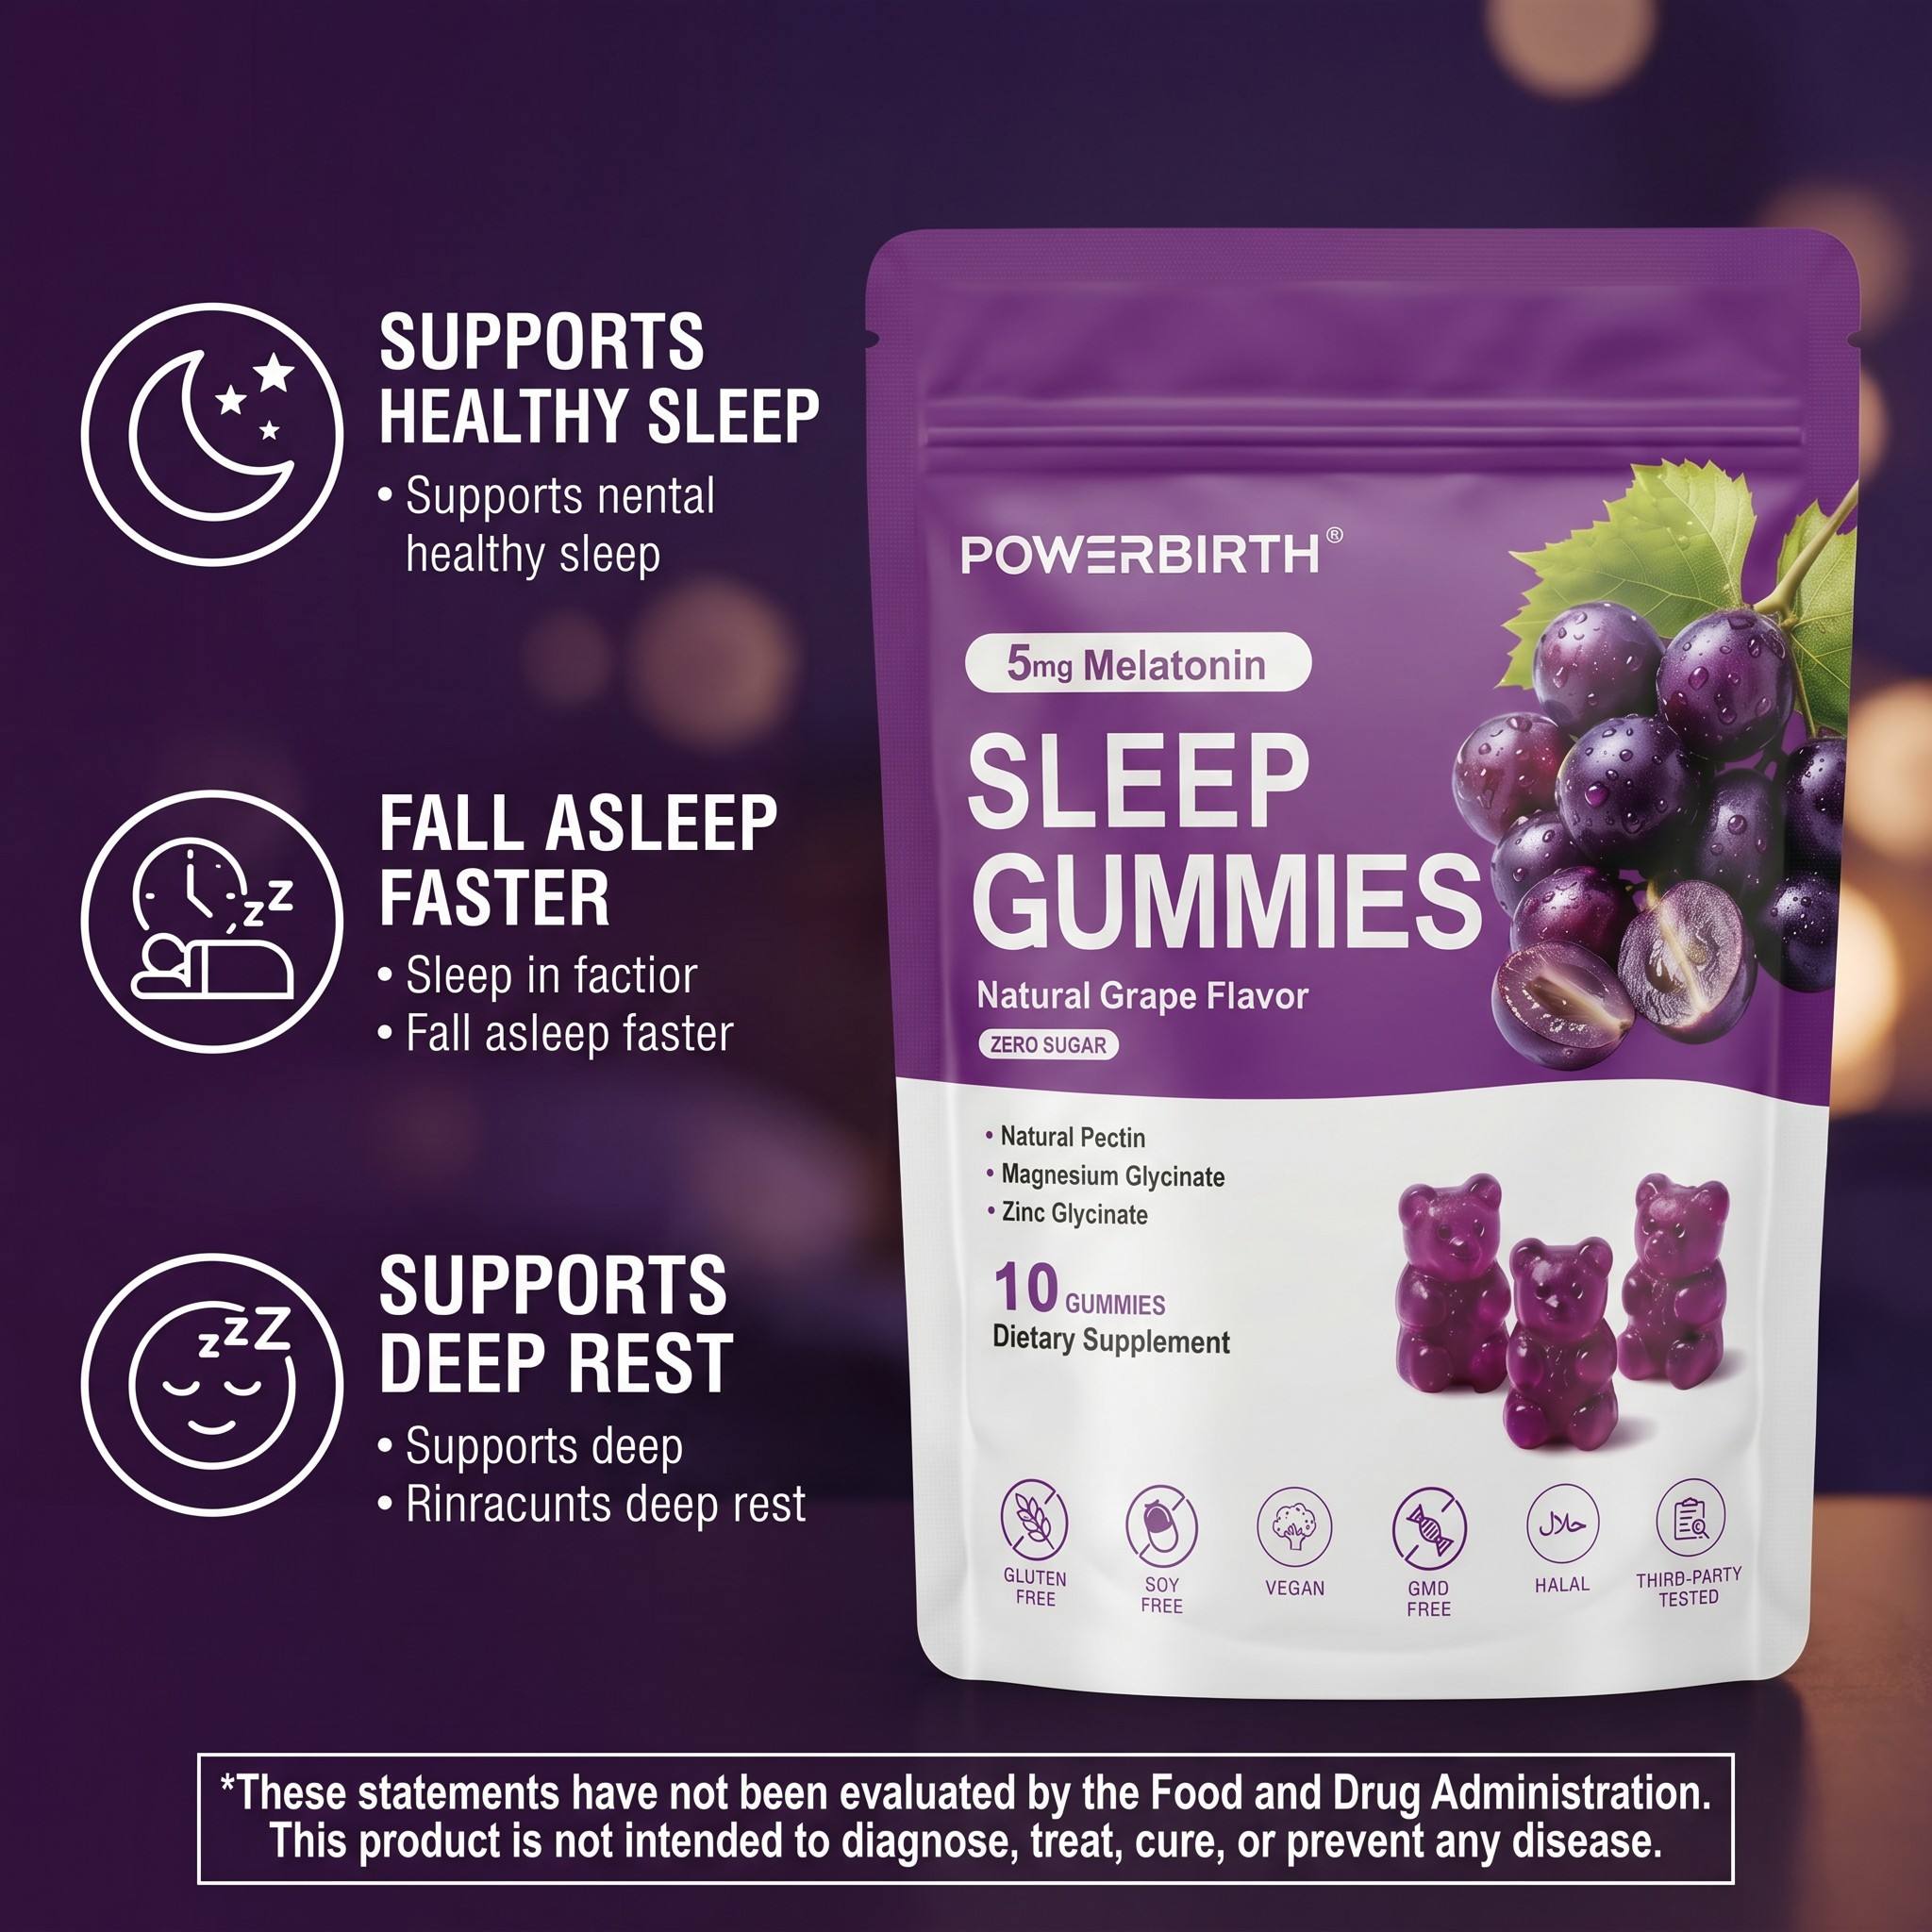 SUPPORTS
HEALTHY SLEEP
• Supports nental
healthy sleep
zZ
FALL ASLEEP
FASTER
• Sleep in factior
• Fall asleep faster
zzZ
SUPPORTS
DEEP REST
• Supports deep
• Rinracunts deep rest
POWERBIRTH®
5mg Melatonin
SLEEP
GUMMIES
Natural Grape Flavor
ZERO SUGAR
• Natural Pectin
• Magnesium Glycinate
• Zinc Glycinate
10 GUMMIES
Dietary Supplement
GLUTEN
FREE
SOY
FREE
VEGAN
GMO
FREE
حلال
HALAL
THIRD-PARTY
TESTED
*These statements have not been evaluated by the Food and Drug Administration.
This product is not intended to diagnose, treat, cure, or prevent any disease.